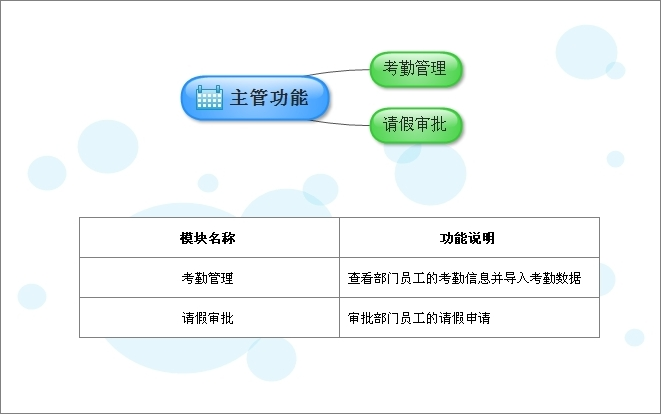 考勤管理
主管功能
请假审批
模块名称 功能说明
考勤管理 查看部门员工的考勤信息并导入考勤数据
请假审批 审批部门员工的请假申请